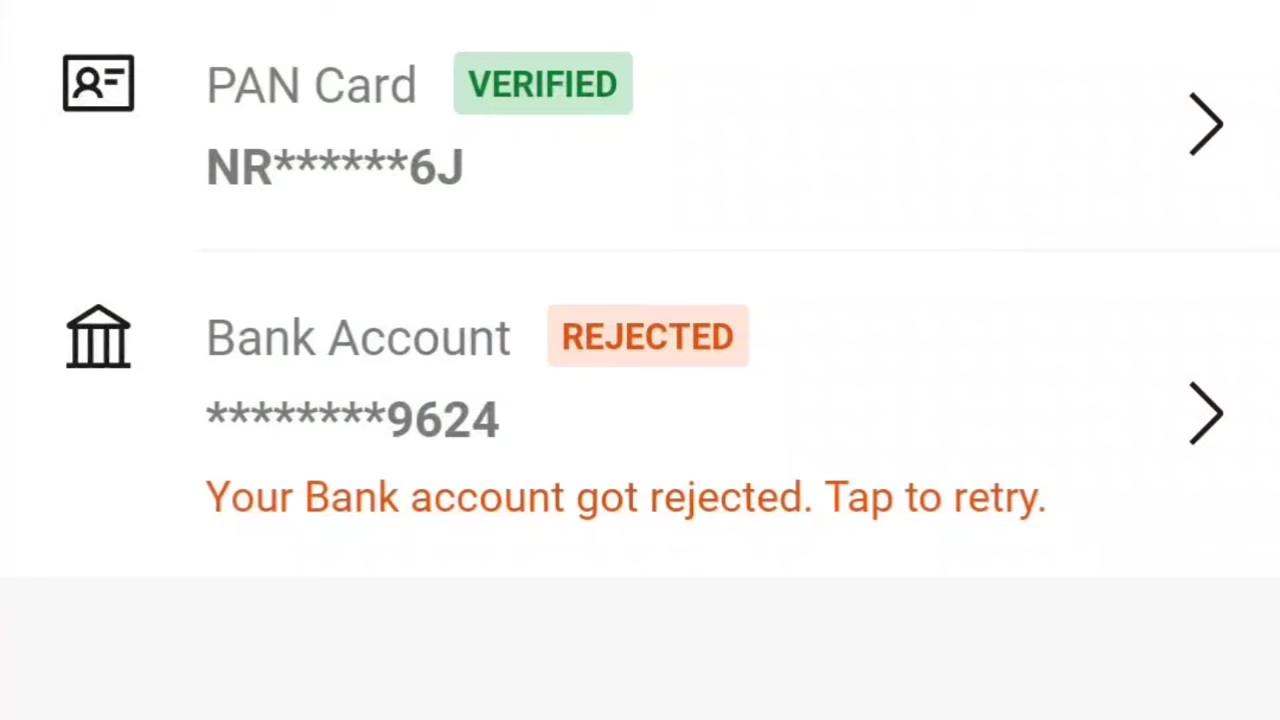 PAN Card VERIFIED
NR******6J
Bank Account REJECTED
********9624
Your Bank account got rejected. Tap to retry.